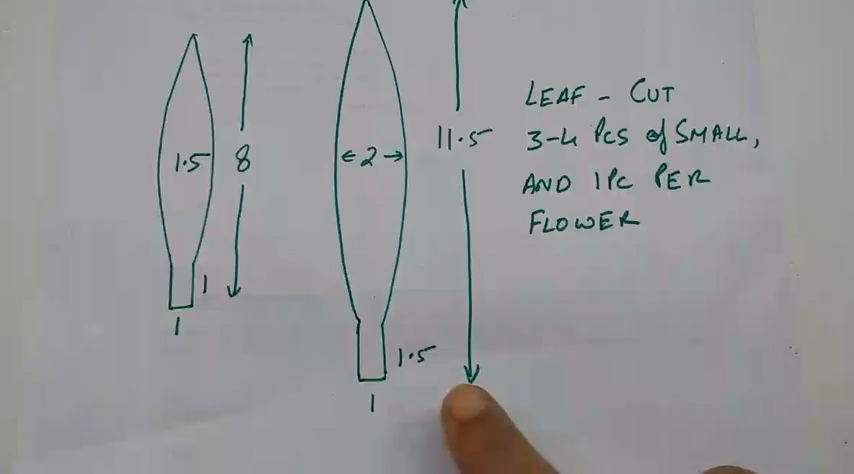 LEAF - CUT
3-4 PCS of SMALL,
AND 1PC PER
FLOWER
1.5
8
1
1
2
11.5
1.5
1